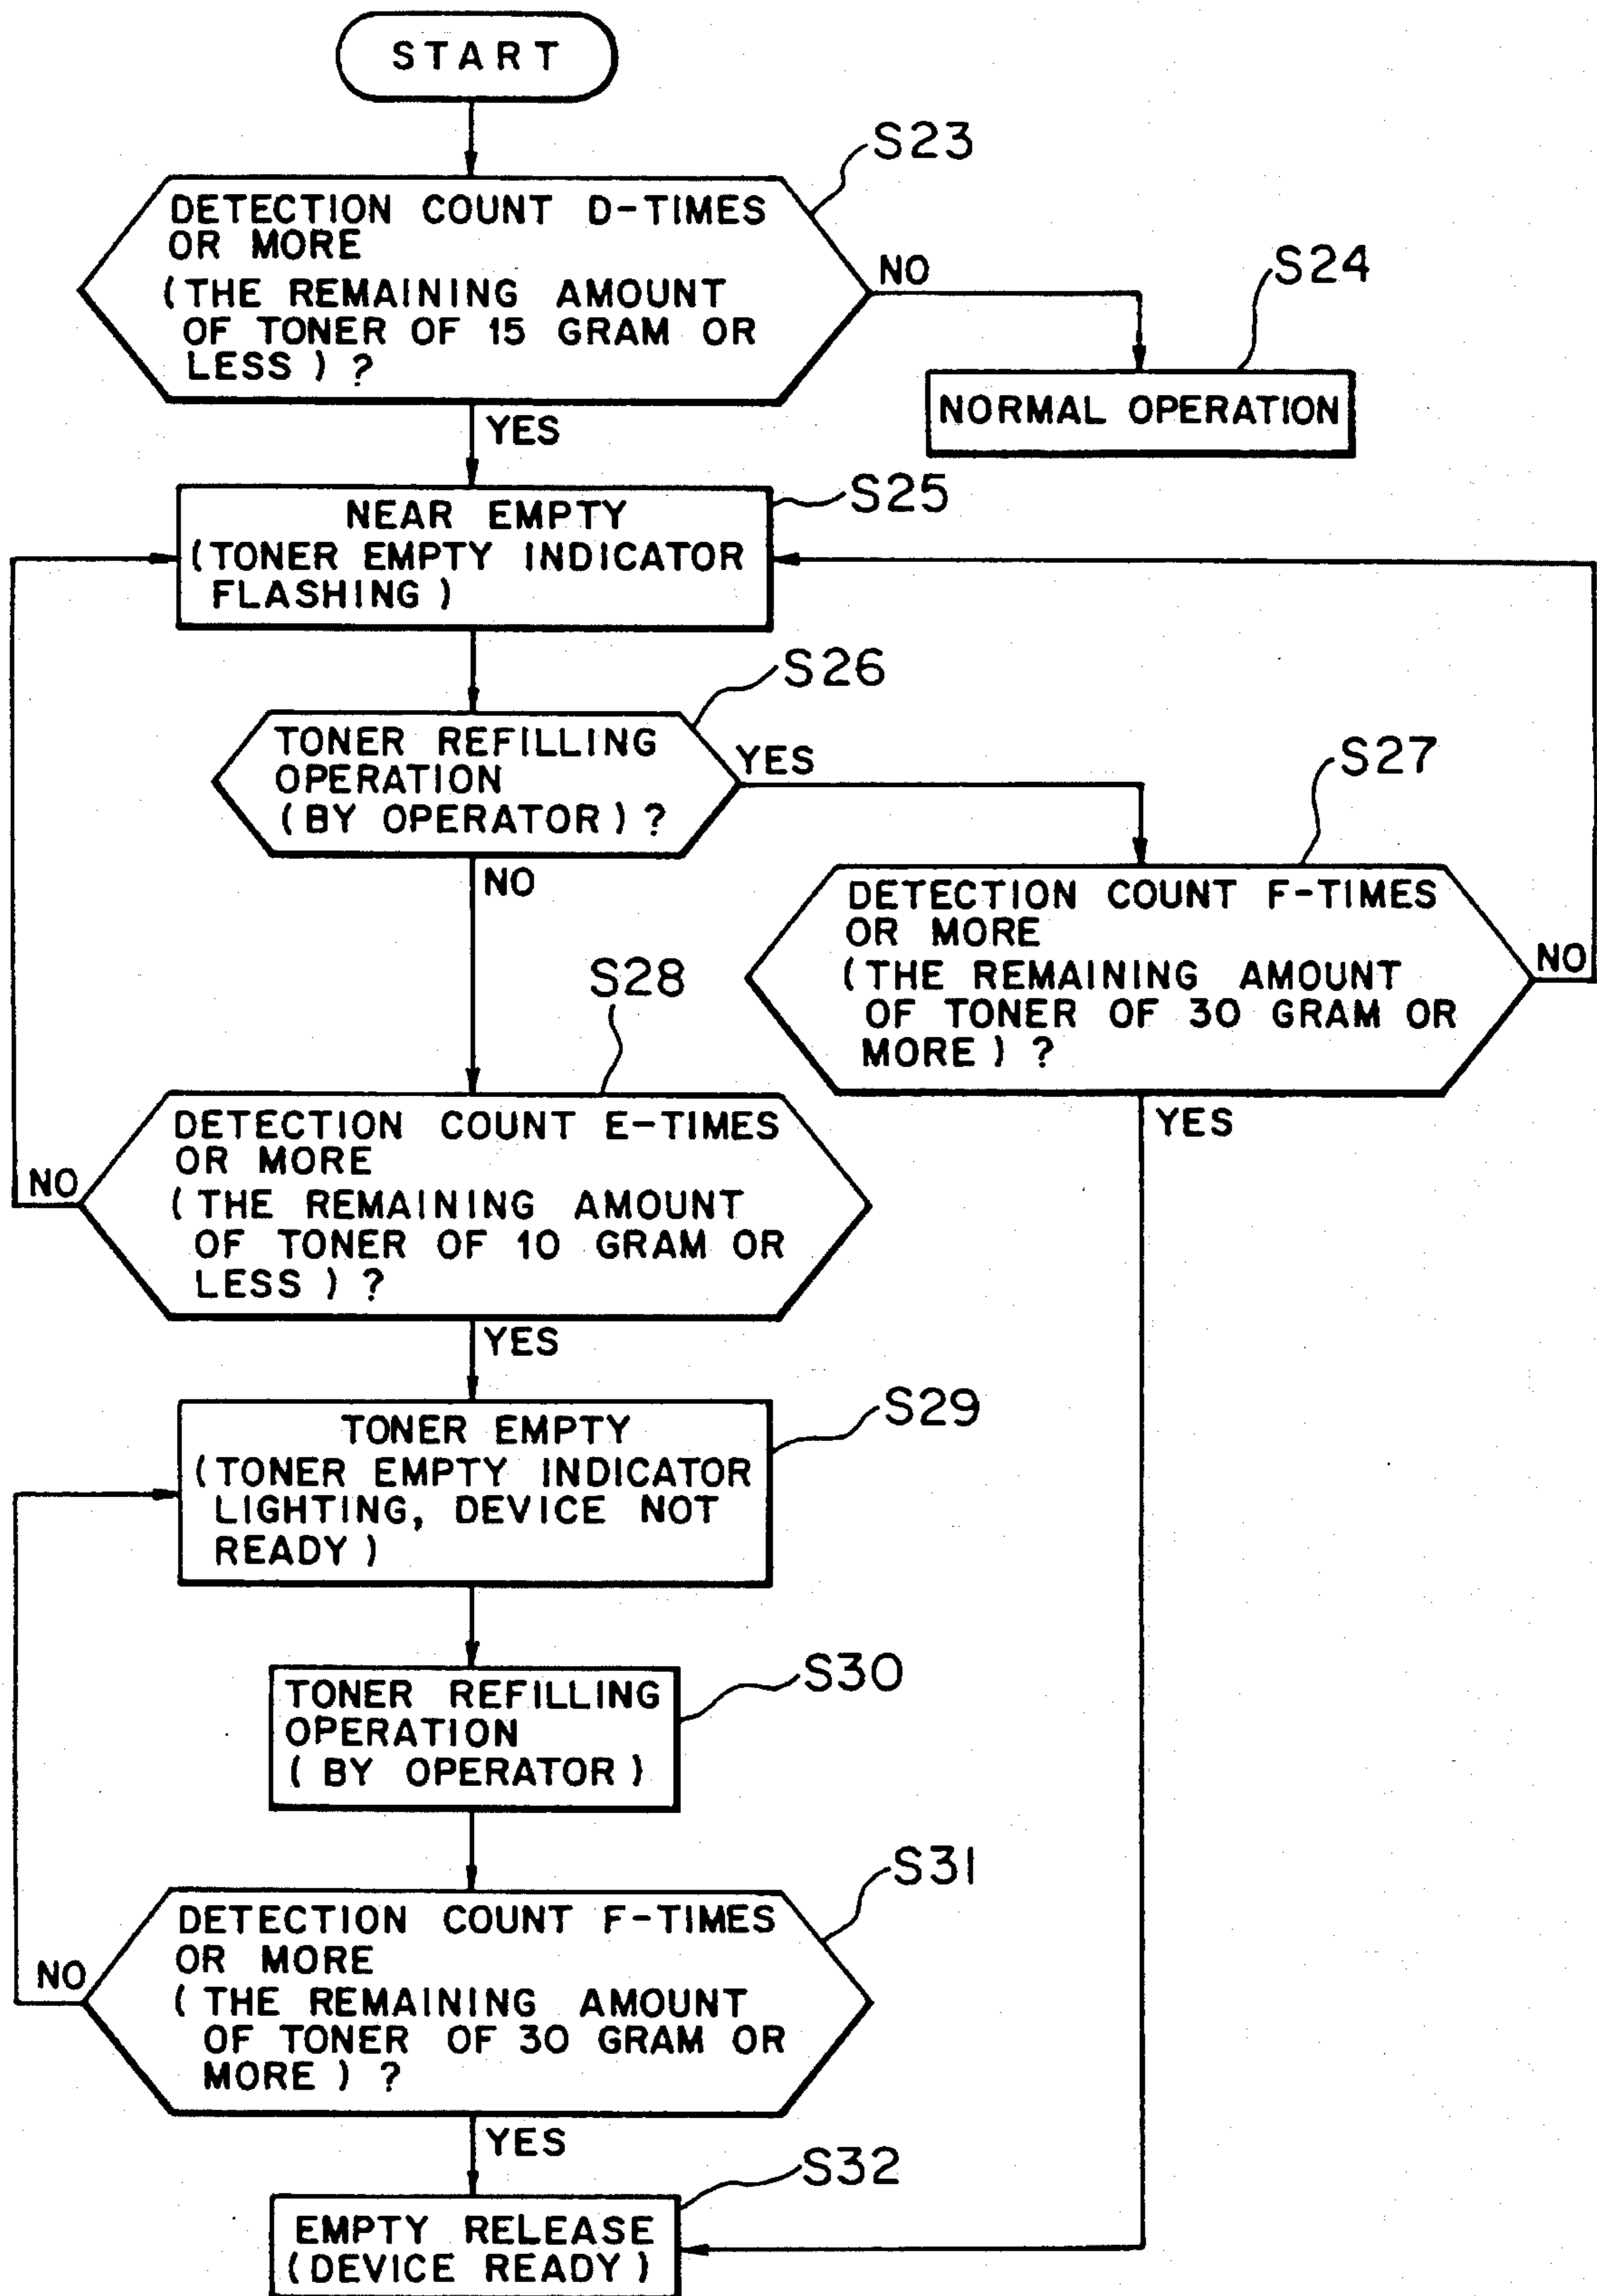 START
S23
DETECTION COUNT D-TIMES
OR MORE
(THE REMAINING AMOUNT
OF TONER OF 15 GRAM OR
LESS) ?
NO
S24
NORMAL OPERATION
YES
S25
NEAR EMPTY
(TONER EMPTY INDICATOR
FLASHING)
S26
TONER REFILLING
OPERATION
(BY OPERATOR) ?
YES
S27
NO
DETECTION COUNT F-TIMES
OR MORE
(THE REMAINING AMOUNT
OF TONER OF 30 GRAM OR
MORE) ?
NO
YES
S28
DETECTION COUNT E-TIMES
OR MORE
(THE REMAINING AMOUNT
OF TONER OF 10 GRAM OR
LESS) ?
NO
YES
S29
TONER EMPTY
(TONER EMPTY INDICATOR
LIGHTING, DEVICE NOT
READY)
S30
TONER REFILLING
OPERATION
(BY OPERATOR)
S31
DETECTION COUNT F-TIMES
OR MORE
(THE REMAINING AMOUNT
OF TONER OF 30 GRAM OR
MORE) ?
NO
YES
S32
EMPTY RELEASE
(DEVICE READY)